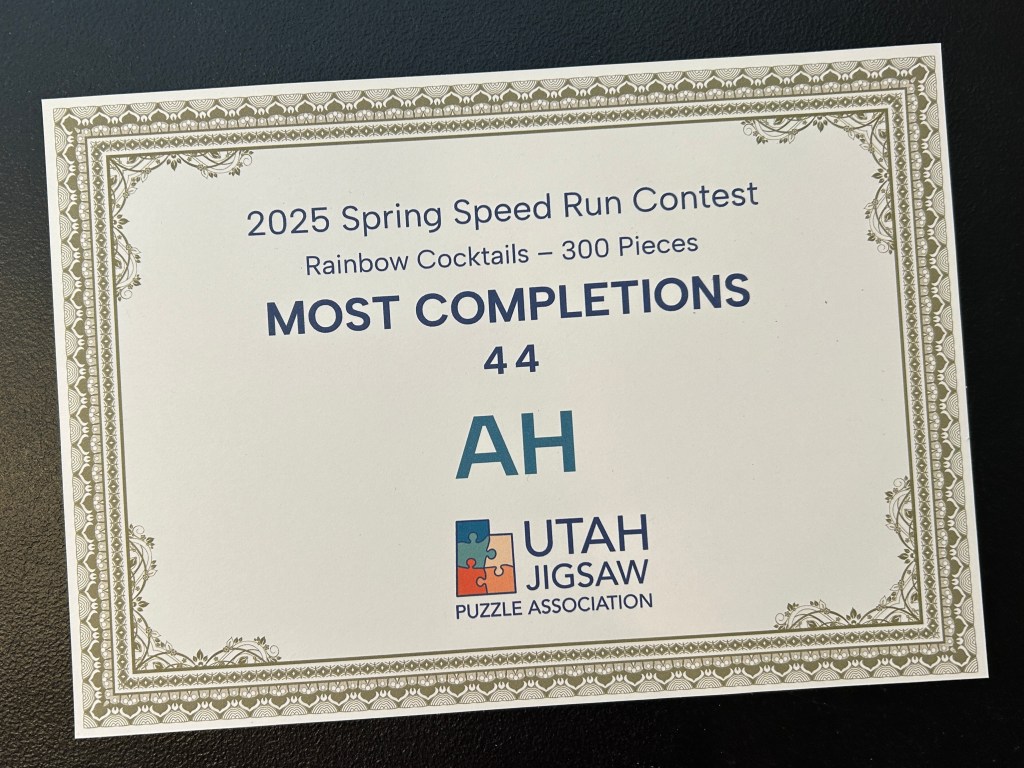 2025 Spring Speed Run Contest
Rainbow Cocktails – 300 Pieces
MOST COMPLETIONS
44
AH
UTAH
JIGSAW
PUZZLE ASSOCIATION